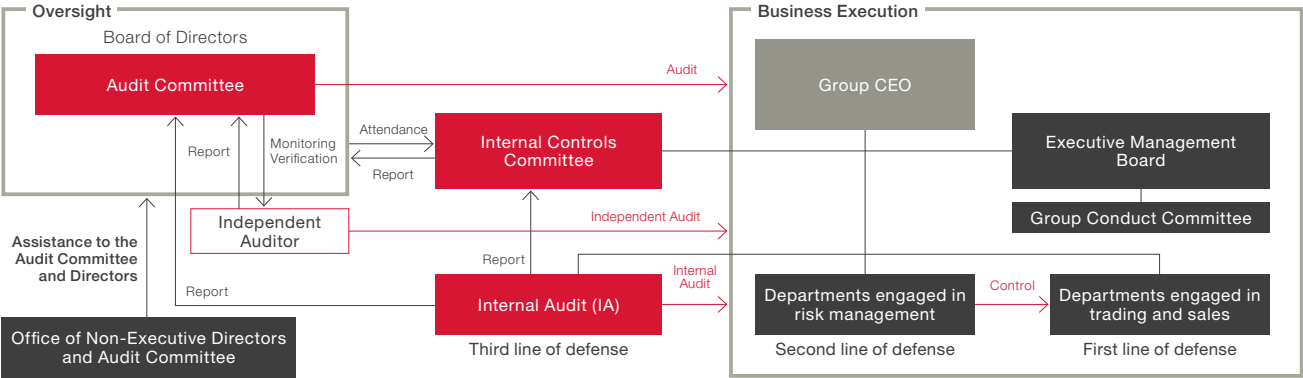 Oversight
Board of Directors
Audit Committee
Report
Monitoring
Verification
Attendance
Report
Independent
Auditor
Assistance to the
Audit Committee
and Directors
Report
Office of Non-Executive Directors
and Audit Committee
Audit
Internal Controls
Committee
Independent Audit
Report
Internal Audit (IA)
Third line of defense
Internal
Audit
Business Execution
Group CEO
Executive Management
Board
Group Conduct Committee
Departments engaged in
risk management
Second line of defense
Control
Departments engaged in
trading and sales
First line of defense